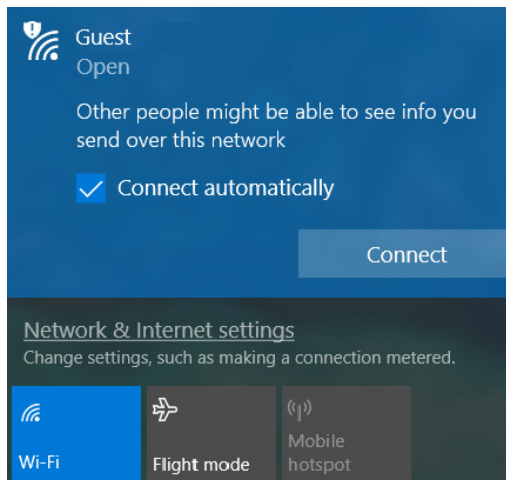 Guest
Open
Other people might be able to see info you
send over this network
Connect automatically
Connect
Network & Internet settings
Change settings, such as making a connection metered.
Wi-Fi
Flight mode
Mobile
hotspot